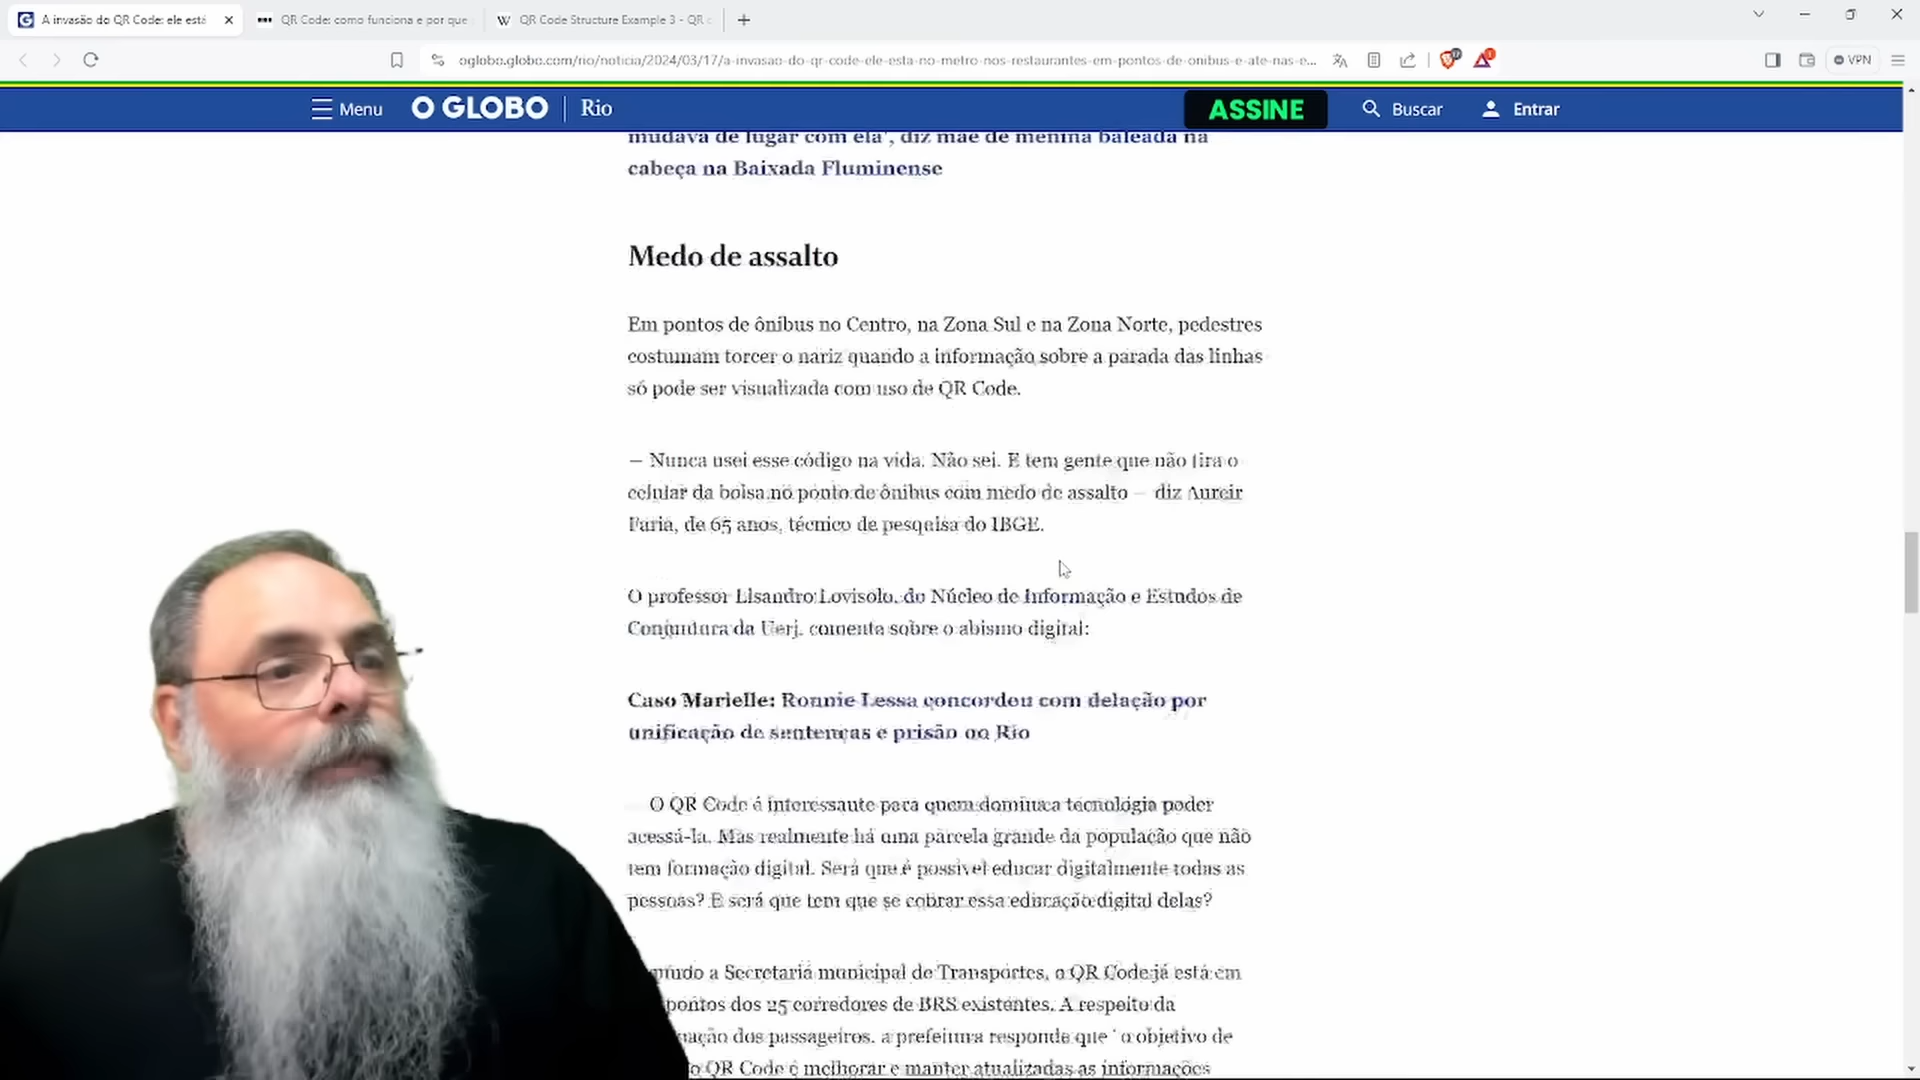 A invasão do QR Code: ele está
QR Code: como funciona e por que
QR Code Structure Example 3 - QR c
oglobo.globo.com/rio/noticia/2024/03/17/a-invasao-do-qr-code-ele-esta-no-metro-nos-restaurantes-em-pontos-de-onibus-e-ate-nas-e...
VPN
Menu
O GLOBO
Rio
ASSINE
Buscar
Entrar
mudava de lugar com ela', diz mãe de menina baleada na
cabeça na Baixada Fluminense
Medo de assalto
Em pontos de ônibus no Centro, na Zona Sul e na Zona Norte, pedestres
costumam torcer o nariz quando a informação sobre a parada das linhas
só pode ser visualizada com uso de QR Code.
— Nunca usei esse código na vida. Não sei. E tem gente que não tira o
celular da bolsa no ponto de ônibus com medo de assalto — diz Aureir
Faria, de 65 anos, técnico de pesquisa do IBGE.
O professor Lisandro Lovisolo, do Núcleo de Informação e Estudos de
Conjuntura da Uerj, comenta sobre o abismo digital:
Caso Marielle: Ronnie Lessa concordou com delação por
unificação de sentenças e prisão no Rio
O QR Code é interessante para quem domina a tecnologia poder
acessá-la. Mas realmente há uma parcela grande da população que não
tem formação digital. Será que é possível educar digitalmente todas as
pessoas? E será que tem que se cobrar essa educação digital delas?
a Secretaria municipal de Transportes, o QR Code já está em
pontos dos 25 corredores de BRS existentes. A respeito da
dos passageiros, a prefeitura responde que "o objetivo de
QR Code é melhorar e manter atualizadas as informações